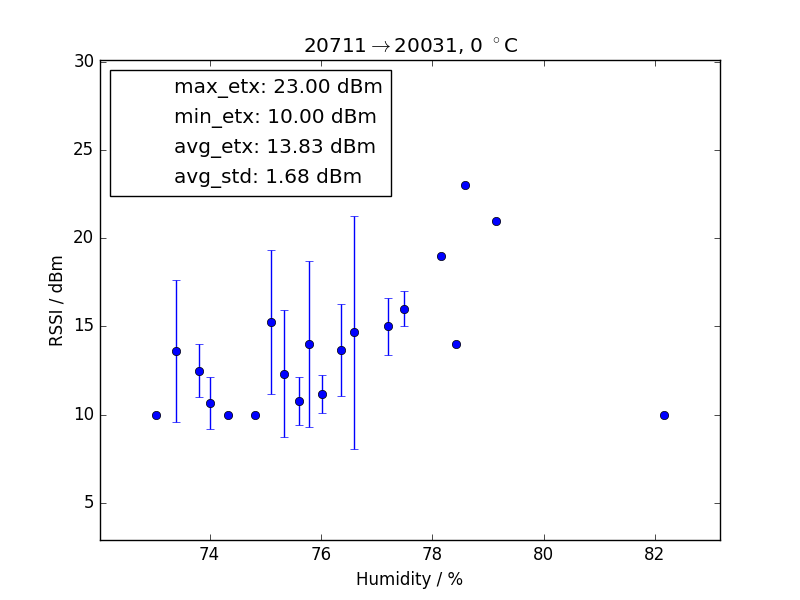 20711→20031, 0 °C
max_etx: 23.00 dBm
min_etx: 10.00 dBm
avg_etx: 13.83 dBm
avg_std: 1.68 dBm
30
25
20
15
10
5
RSSI / dBm
74 76 78 80 82
Humidity / %